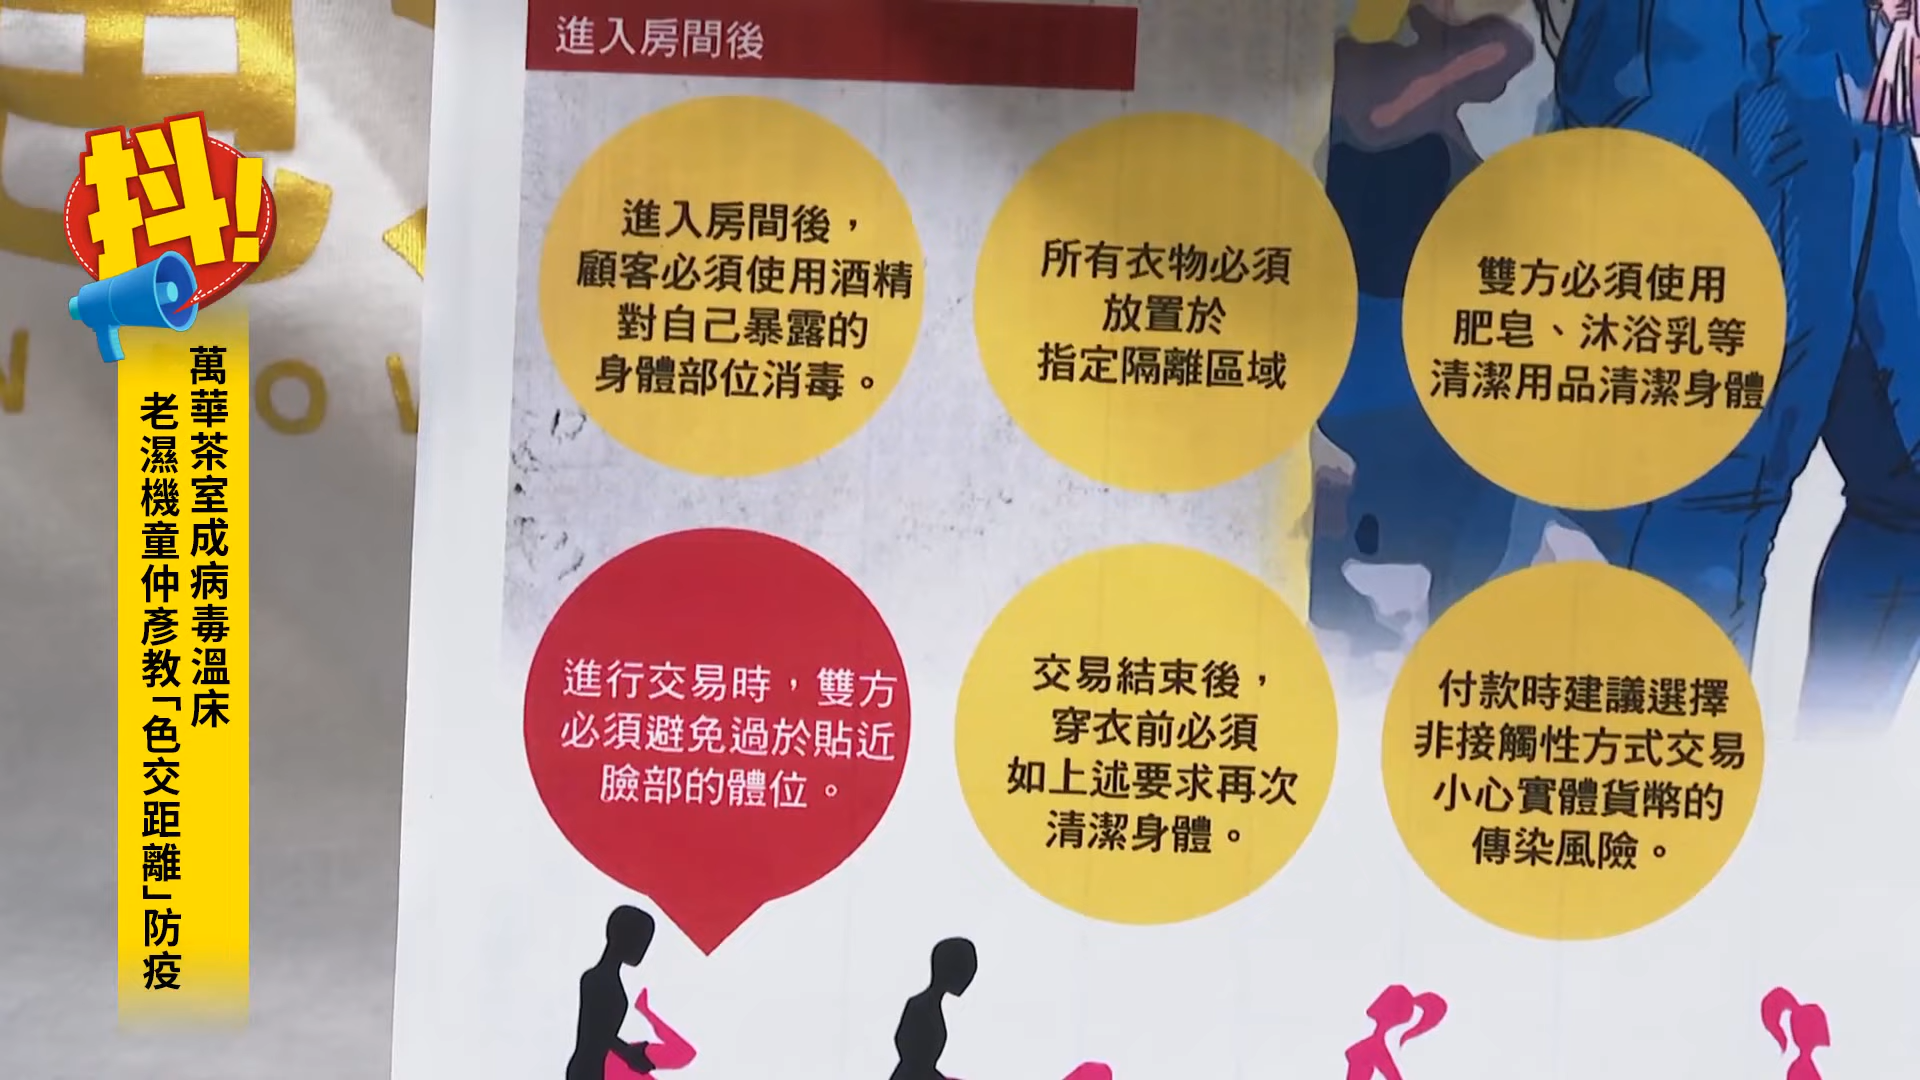 抖!
萬華茶室成病毒溫床
老濕機童仲彥教「色交距離」防疫
進入房間後
進入房間後，
顧客必須使用酒精
對自己暴露的
身體部位消毒。
所有衣物必須
放置於
指定隔離區域
雙方必須使用
肥皂、沐浴乳等
清潔用品清潔身體
進行交易時，雙方
必須避免過於貼近
臉部的體位。
交易結束後，
穿衣前必須
如上述要求再次
清潔身體。
付款時建議選擇
非接觸性方式交易
小心實體貨幣的
傳染風險。